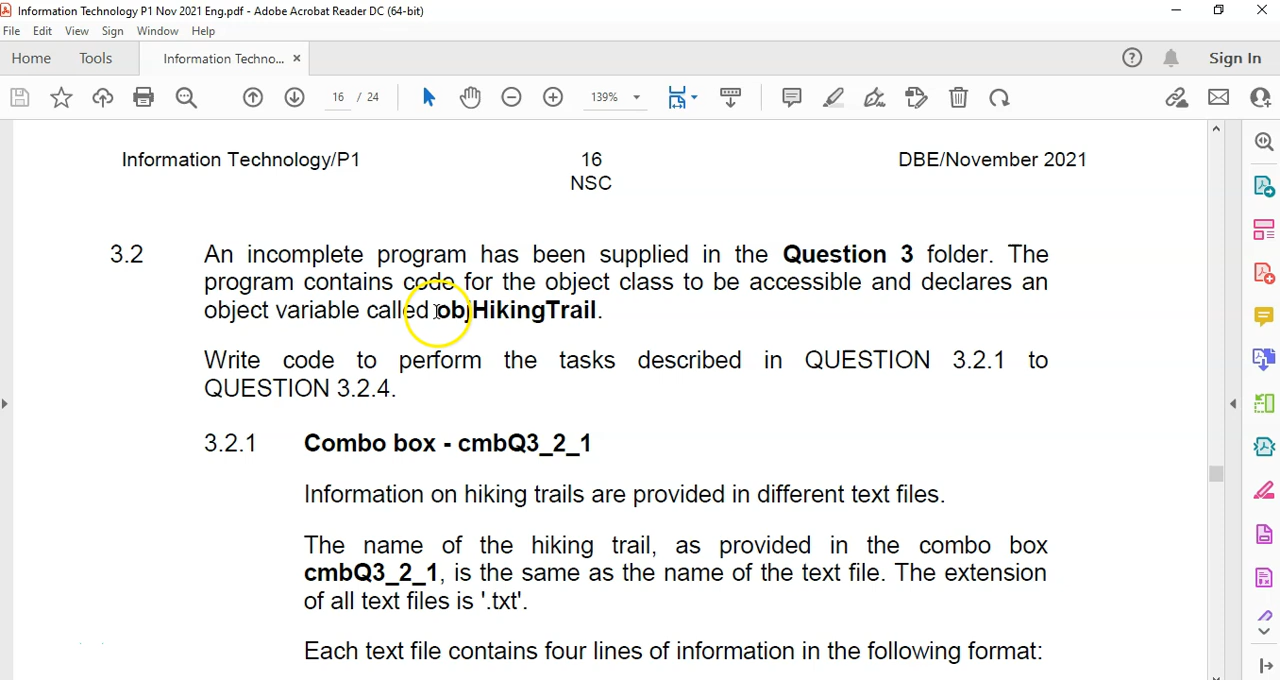 Information Technology P1 Nov 2021 Eng.pdf - Adobe Acrobat Reader DC (64-bit)
File Edit View Sign Window Help
Home Tools Information Techno... × Sign In
16 / 24 139%
Information Technology/P1 16 DBE/November 2021
NSC
3.2 An incomplete program has been supplied in the Question 3 folder. The
program contains code for the object class to be accessible and declares an
object variable called objHikingTrail.
Write code to perform the tasks described in QUESTION 3.2.1 to
QUESTION 3.2.4.
3.2.1 Combo box - cmbQ3_2_1
Information on hiking trails are provided in different text files.
The name of the hiking trail, as provided in the combo box
cmbQ3_2_1, is the same as the name of the text file. The extension
of all text files is '.txt'.
Each text file contains four lines of information in the following format: